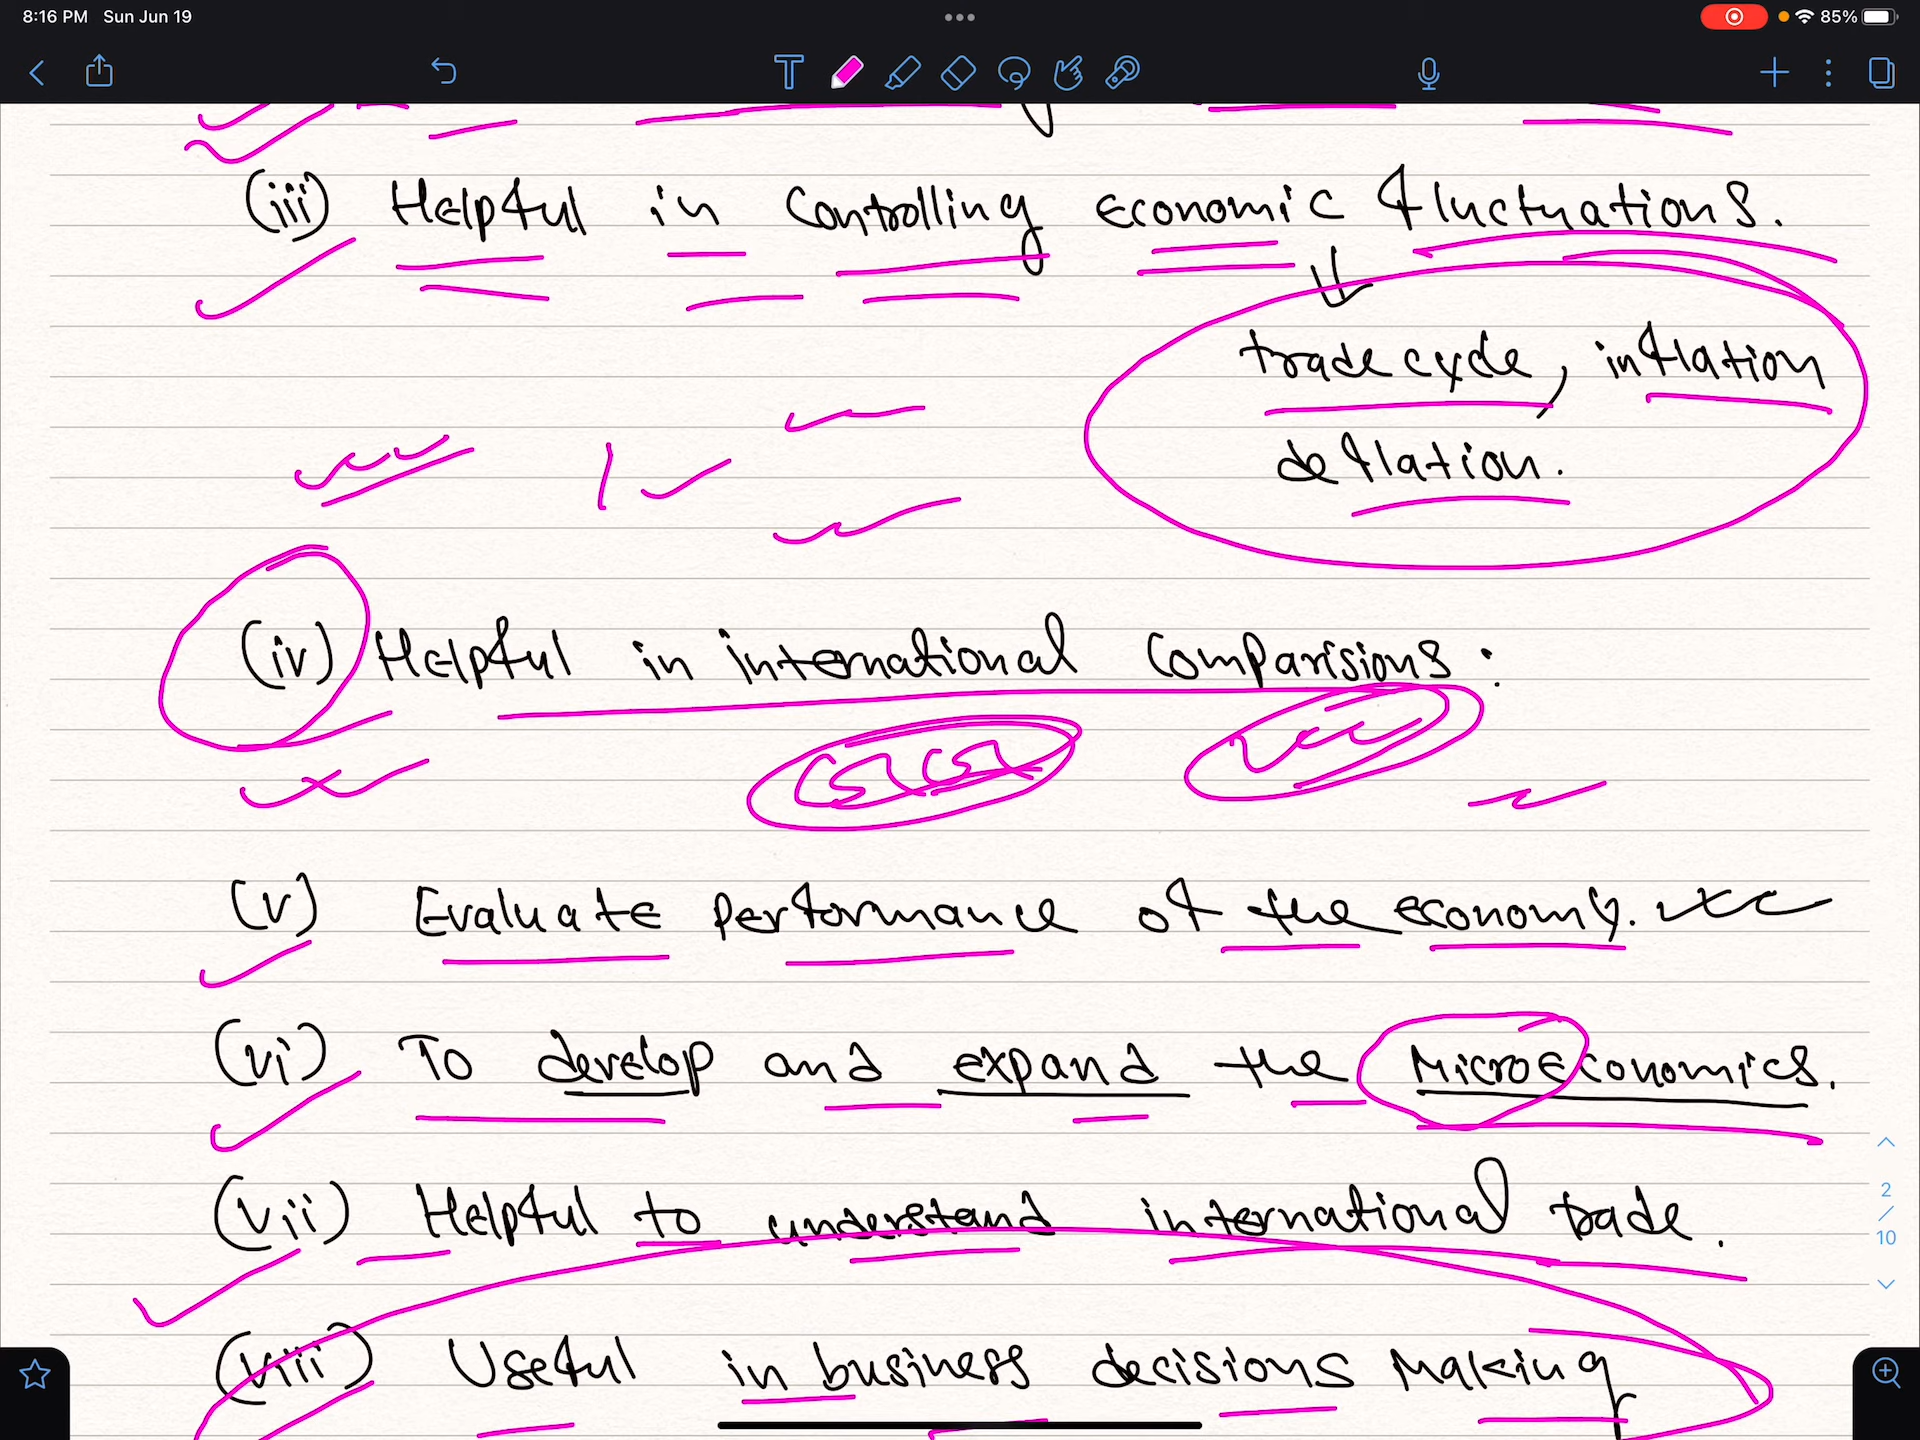 8:16 PM Sun Jun 19
85%
(iii) Helpful in Controlling Economic fluctuations.
trade cycle, inflation
deflation.
(iv) Helpful in international Comparisions:
(v) Evaluate performance of the economy.
(vi) To develop and expand the MicroEconomics.
(vii) Helpful to understand international trade.
2
/
10
(viii) Useful in business decisions Making